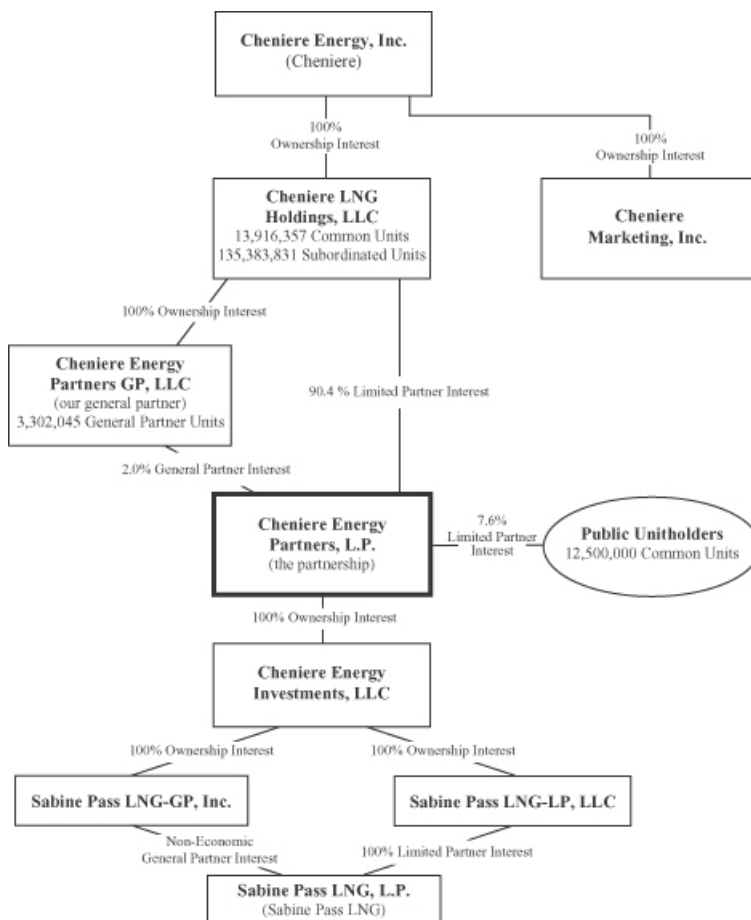 Cheniere Energy, Inc.
(Cheniere)
100%
Ownership Interest
100%
Ownership Interest
Cheniere LNG
Holdings, LLC
13,916,357 Common Units
135,383,831 Subordinated Units
Cheniere
Marketing, Inc.
100% Ownership Interest
Cheniere Energy
Partners GP, LLC
(our general partner)
3,302,045 General Partner Units
90.4 % Limited Partner Interest
2.0% General Partner Interest
Cheniere Energy
Partners, L.P.
(the partnership)
7.6%
Limited Partner
Interest
Public Unitholders
12,500,000 Common Units
100% Ownership Interest
Cheniere Energy
Investments, LLC
100% Ownership Interest
100% Ownership Interest
Sabine Pass LNG-GP, Inc.
Sabine Pass LNG-LP, LLC
Non-Economic
General Partner Interest
100% Limited Partner Interest
Sabine Pass LNG, L.P.
(Sabine Pass LNG)